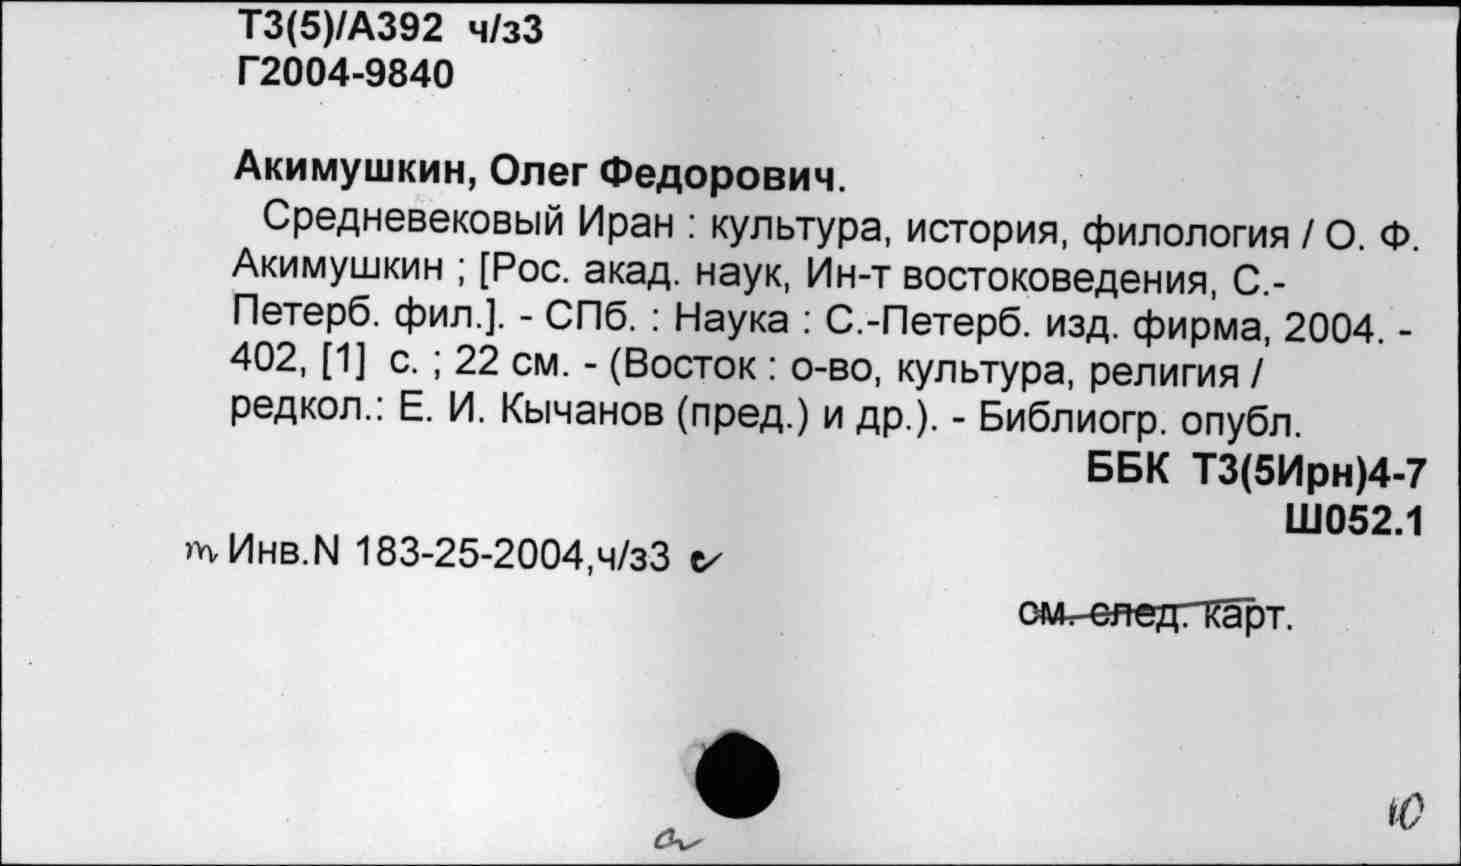 Т3(5)/А392 ч/з3
Г2004-9840
Акимушкин, Олег Федорович.
Средневековый Иран : культура, история, филология / О. Ф.
Акимушкин ; [Рос. акад. наук, Ин-т востоковедения, С.-
Петерб. фил.]. - СПб. : Наука : С.-Петерб. изд. фирма, 2004. -
402, [1] с. ; 22 см. - (Восток : о-во, культура, религия /
редкол.: Е. И. Кычанов (пред.) и др.). - Библиогр. опубл.
ББК Т3(5Ирн)4-7
Ш052.1
Инв.N 183-25-2004,ч/з3
см. след. карт.